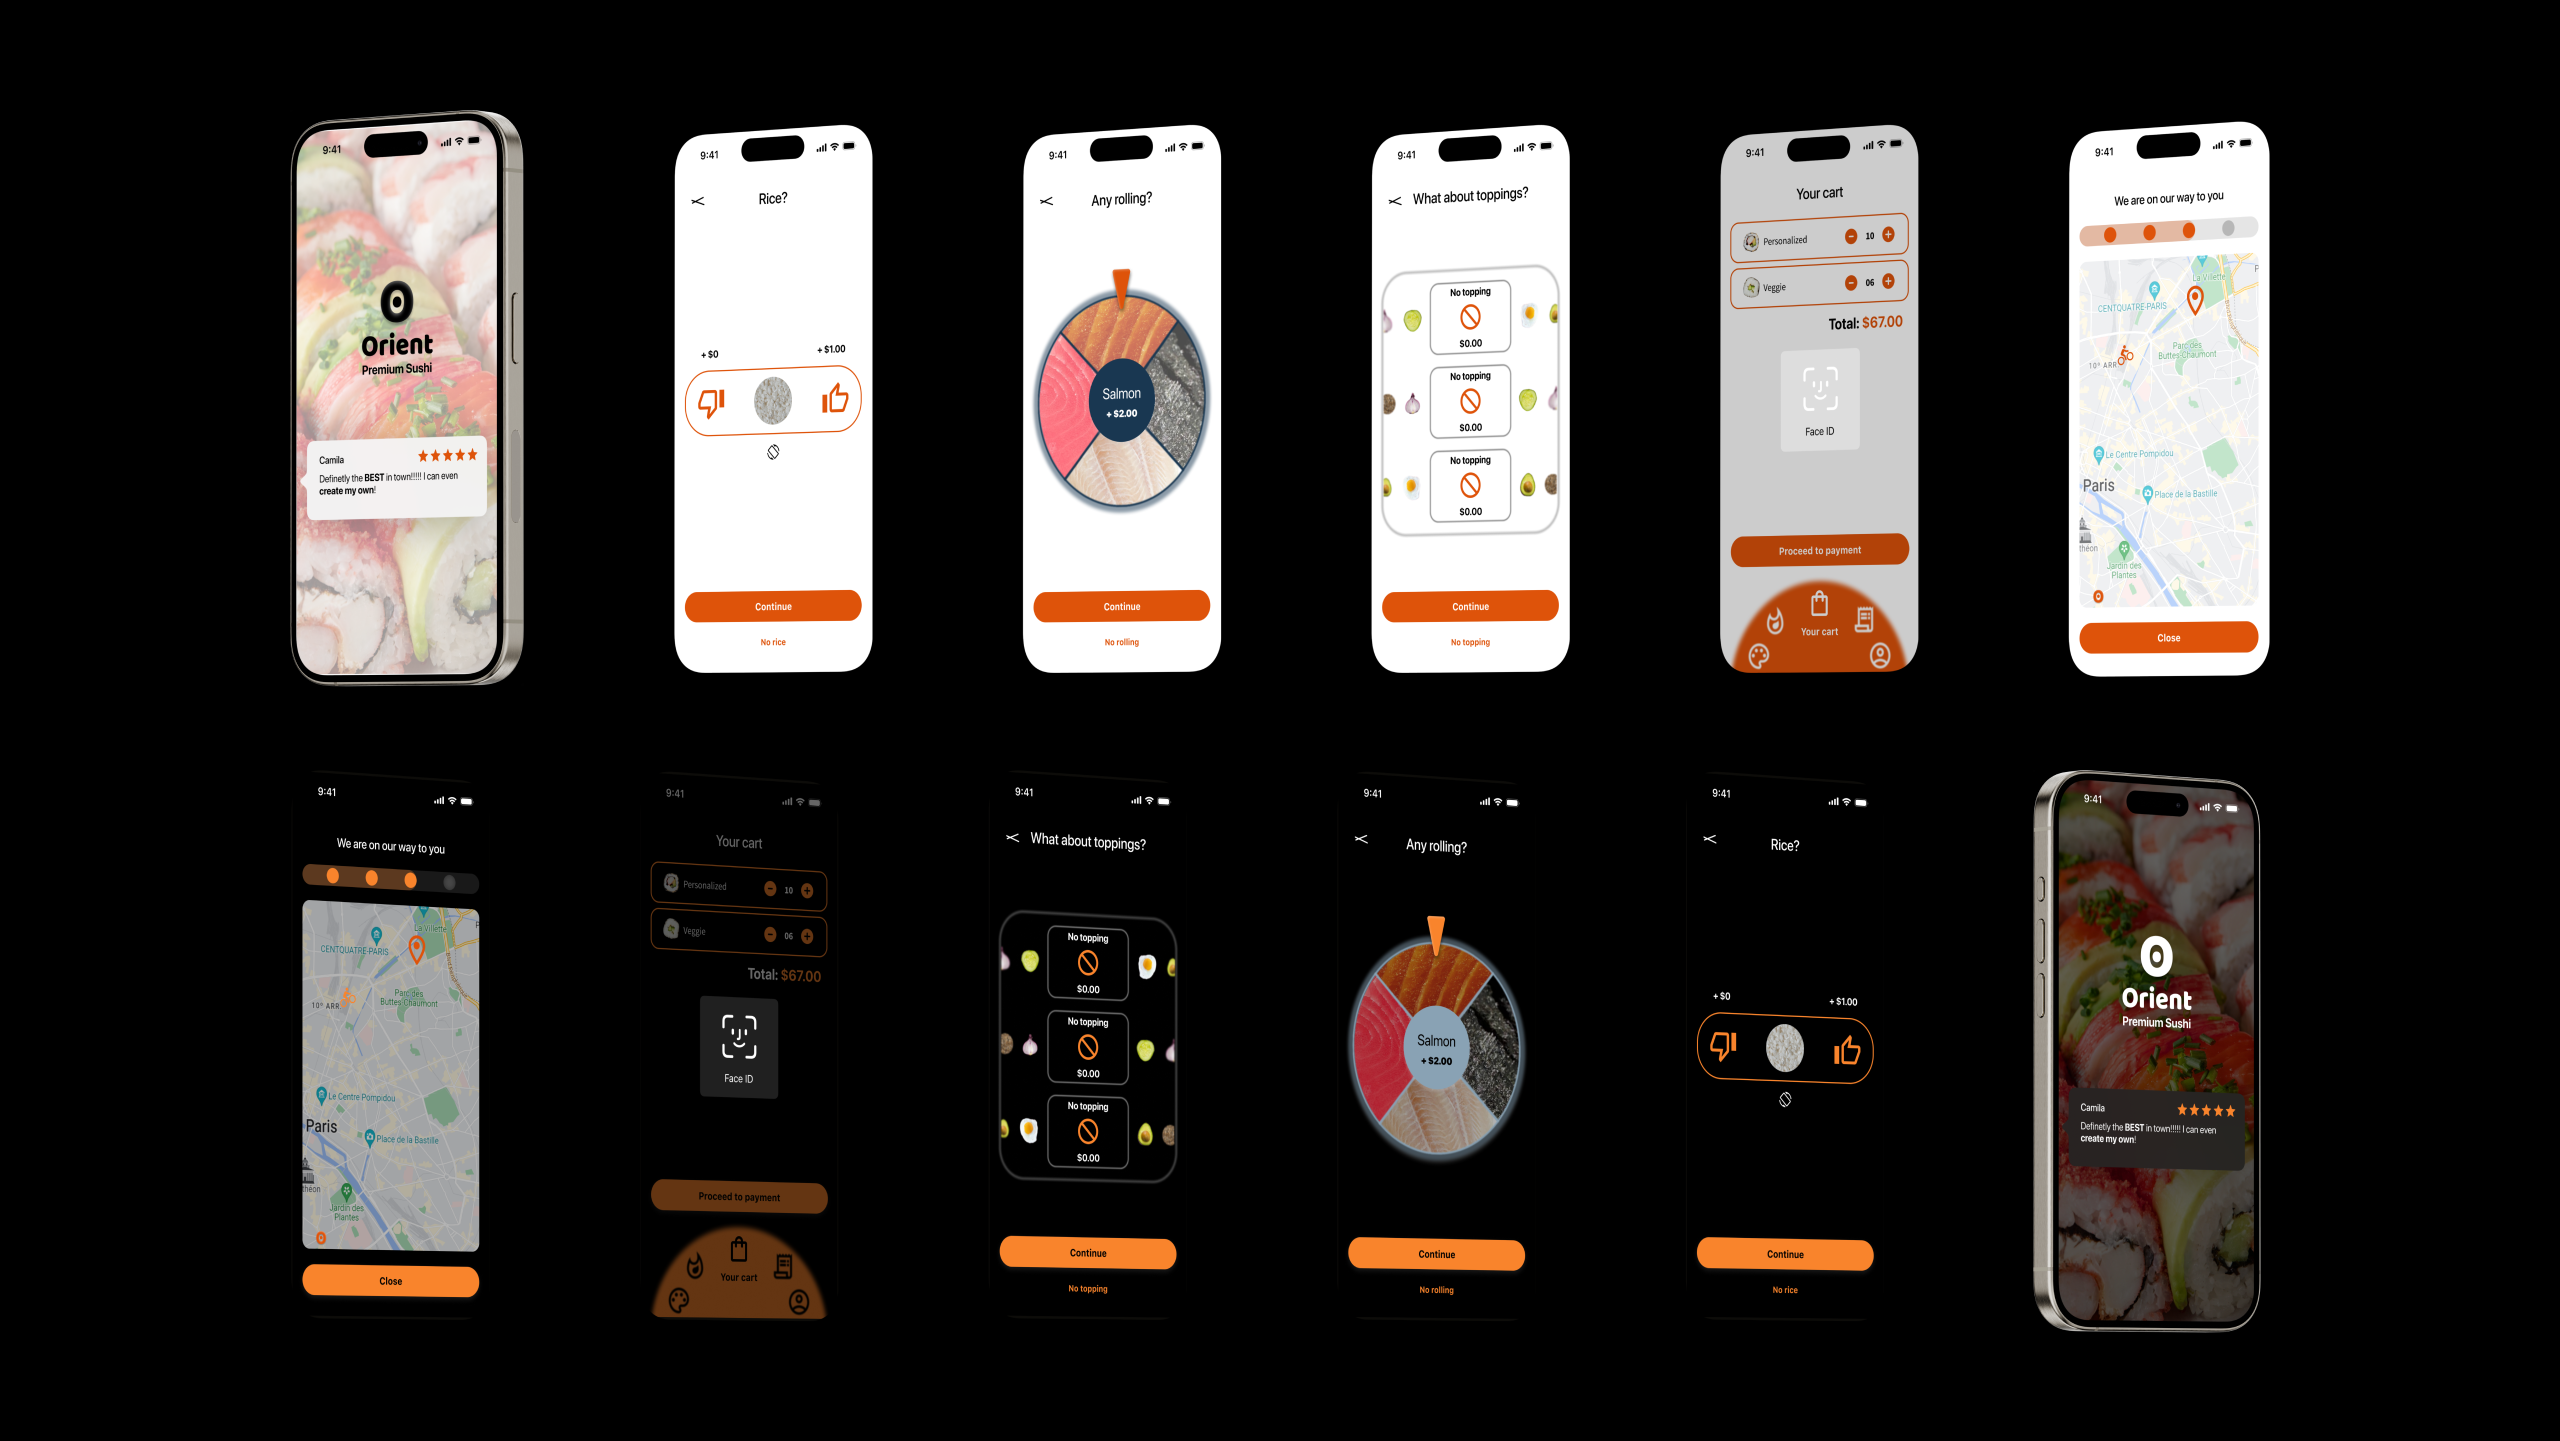 9:41
Orient
Premium Sushi
Camila
Definetly the BEST in town!!!!! I can even
create my own!
9:41
Rice?
+ $0
+ $1.00
Continue
No rice
9:41
Any rolling?
Salmon
+ $2.00
Continue
No rolling
9:41
What about toppings?
No topping
$0.00
No topping
$0.00
No topping
$0.00
Continue
No topping
9:41
Your cart
Personalized
10
Veggie
06
Total: $67.00
Face ID
Proceed to payment
Your cart
9:41
We are on our way to you
La Villette
P
CENTQUATRE-PARIS
Parc des
Buttes-Chaumont
10E ARR
Le Centre Pompidou
Paris
Place de la Bastille
théon
Jardin des
Plantes
Close
9:41
We are on our way to you
La Villette
P
CENTQUATRE-PARIS
Parc des
Buttes Chaumont
10E ARR.
Le Centre Pompidou
Paris
Place de la Bastille
théon
Jardin des
Plantes
Close
9:41
Your cart
Personalized
10
Veggie
06
Total: $67.00
Face ID
Proceed to payment
Your cart
9:41
What about toppings?
No topping
$0.00
No topping
$0.00
No topping
$0.00
Continue
No topping
9:41
Any rolling?
Salmon
+ $2.00
Continue
No rolling
9:41
Rice?
+ $0
+ $1.00
Continue
No rice
9:41
Orient
Premium Sushi
Camila
Definetly the BEST in town!!!!! I can even
create my own!